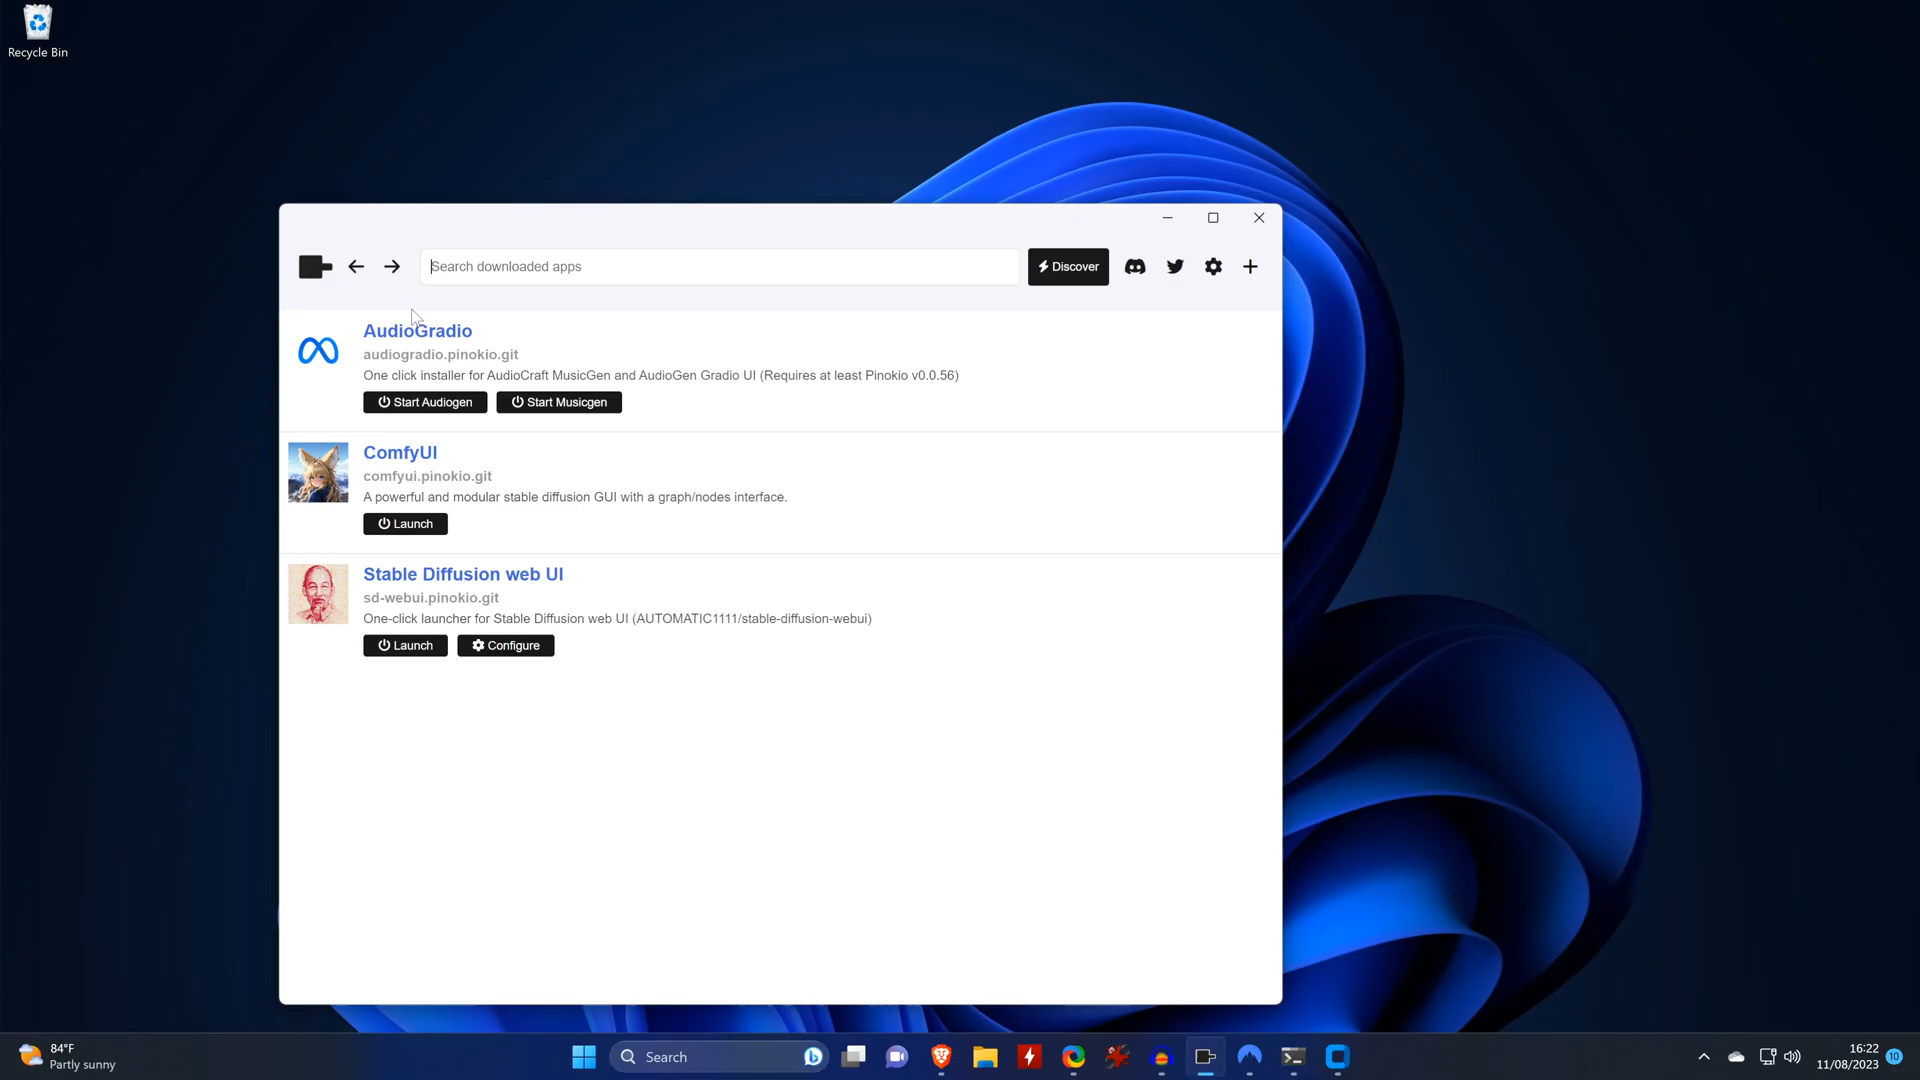 Recycle Bin
Search downloaded apps
Discover
AudioGradio
audiogradio.pinokio.git
One click installer for AudioCraft MusicGen and AudioGen Gradio UI (Requires at least Pinokio v0.0.56)
Start Audiogen
Start Musicgen
ComfyUI
comfyui.pinokio.git
A powerful and modular stable diffusion GUI with a graph/nodes interface.
Launch
Stable Diffusion web UI
sd-webui.pinokio.git
One-click launcher for Stable Diffusion web UI (AUTOMATIC1111/stable-diffusion-webui)
Launch
Configure
84°F
Partly sunny
Search
16:22
11/08/2023
10